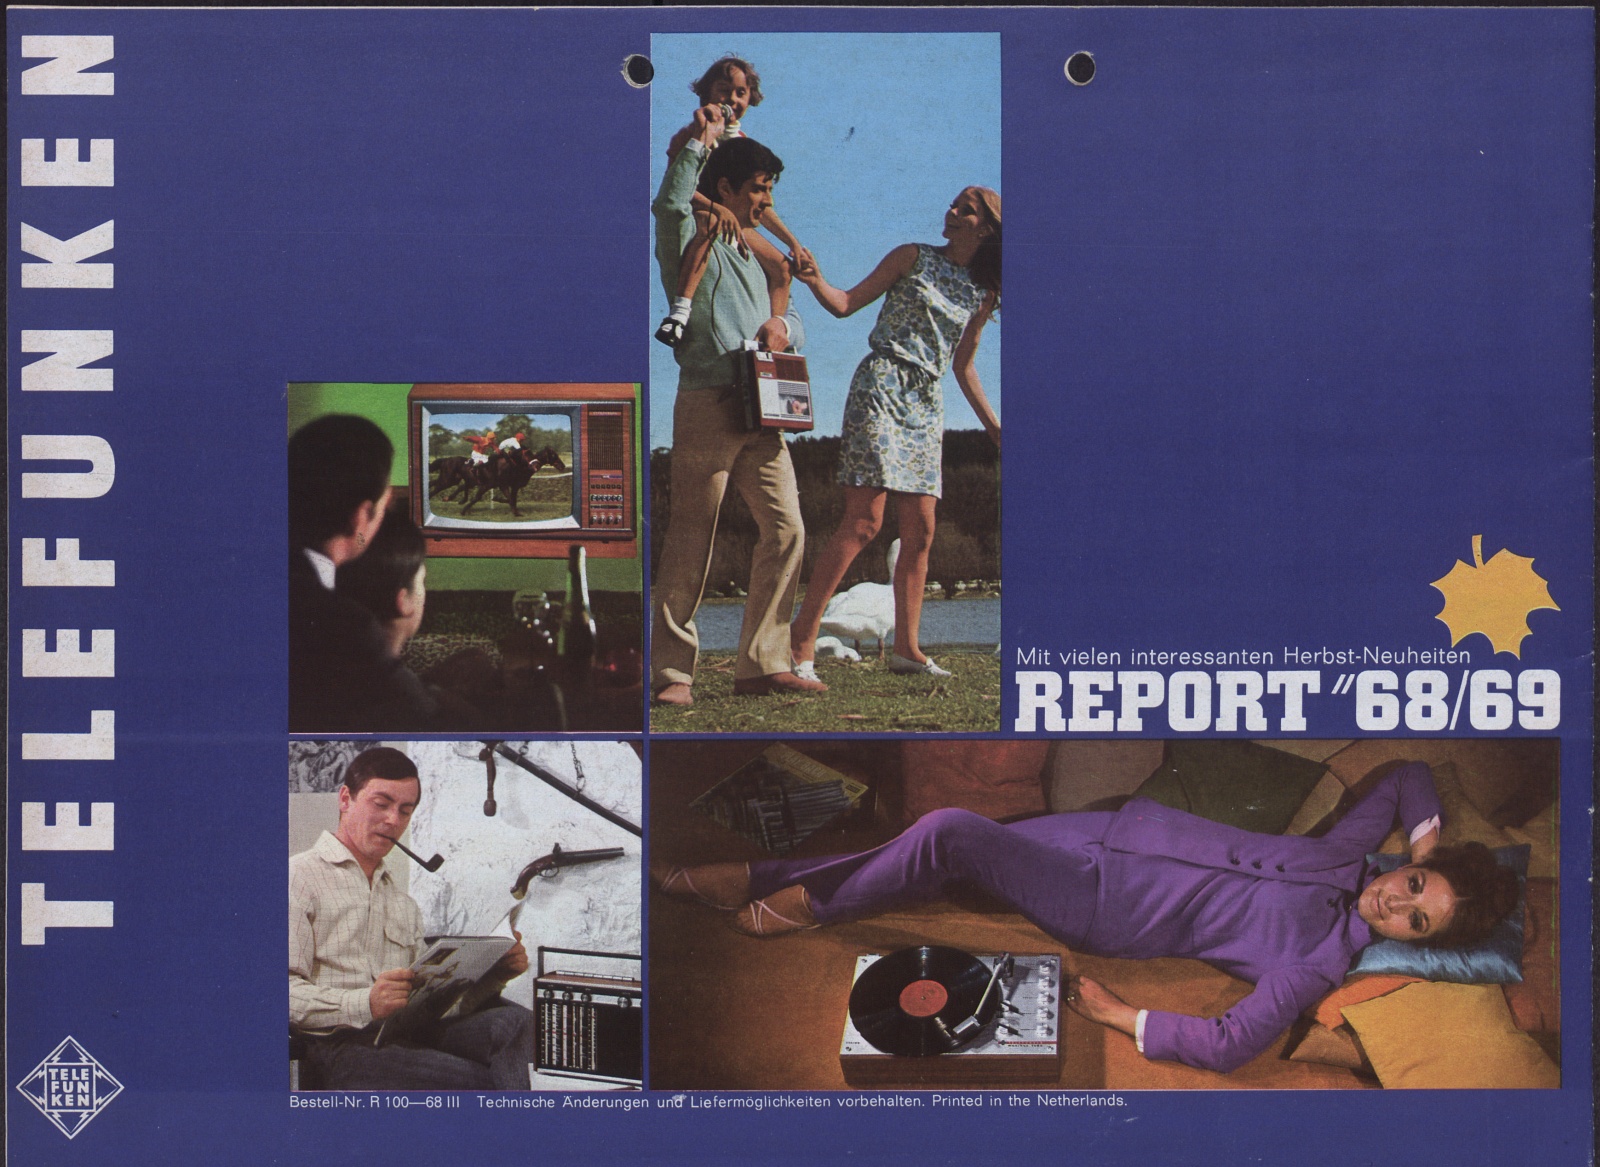 TELEFUNKEN
Mit vielen interessanten Herbst-Neuheiten
REPORT "68/69
TELE
FUN
KEN
Bestell-Nr. R 100—68 III Technische Änderungen und Liefermöglichkeiten vorbehalten. Printed in the Netherlands.